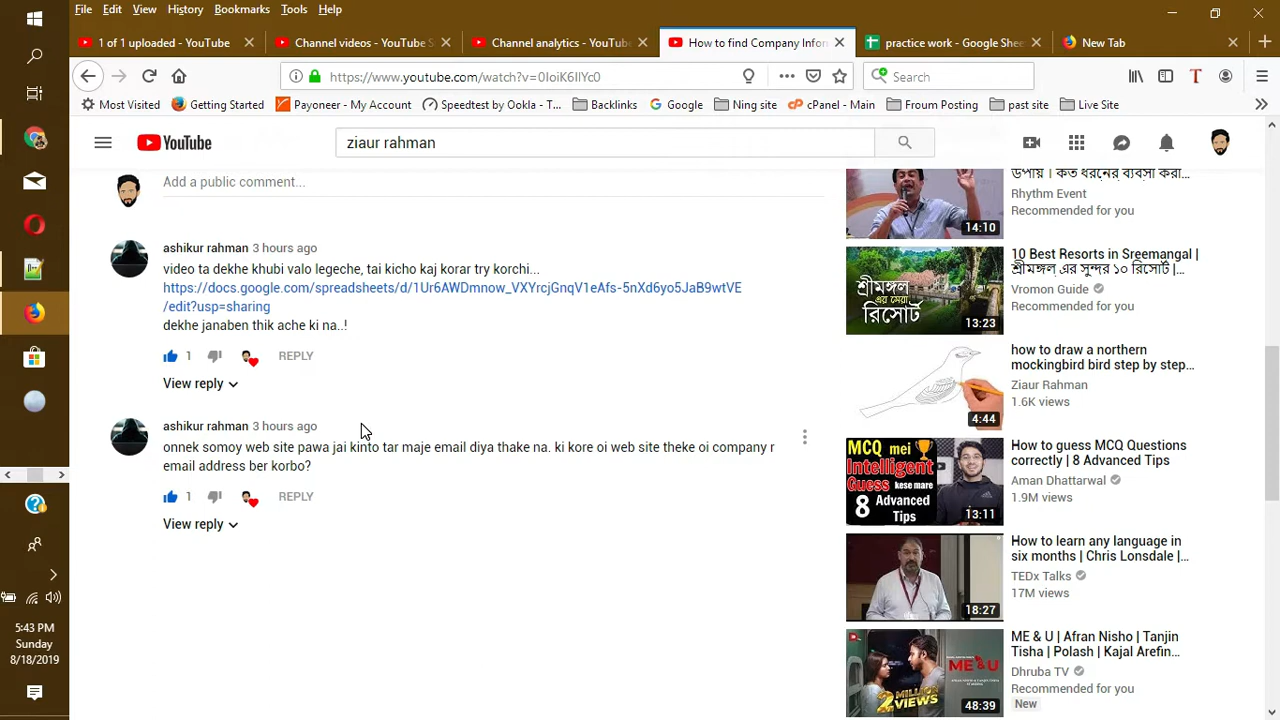 File Edit View History Bookmarks Tools Help
1 of 1 uploaded - YouTube
Channel videos - YouTube S
Channel analytics - YouTube
How to find Company Infor
practice work - Google Shee
New Tab
https://www.youtube.com/watch?v=0IoiK6IlYc0
Search
Most Visited Getting Started Payoneer - My Account Speedtest by Ookla - T... Backlinks Google Ning site cPanel - Main Froum Posting past site Live Site
YouTube
ziaur rahman
Add a public comment...
ashikur rahman 3 hours ago
video ta dekhe khubi valo legeche, tai kicho kaj korar try korchi...
https://docs.google.com/spreadsheets/d/1Ur6AWDmnow_VXYrcjGnqV1eAfs-5nXd6yo5JaB9wtVE
/edit?usp=sharing
dekhe janaben thik ache ki na..!
1 REPLY
View reply
ashikur rahman 3 hours ago
onnek somoy web site pawa jai kinto tar maje email diya thake na. ki kore oi web site theke oi company r
email address ber korbo?
1 REPLY
View reply
উপায় । কত ধরনের ব্যবসা করা...
Rhythm Event
Recommended for you
14:10
10 Best Resorts in Sreemangal |
শ্রীমঙ্গল এর সুন্দর ১০ রিসোর্ট |...
Vromon Guide
Recommended for you
শ্রীমঙ্গল
এর সেরা
রিসোর্ট
13:23
how to draw a northern
mockingbird bird step by step...
Ziaur Rahman
1.6K views
4:44
How to guess MCQ Questions
correctly | 8 Advanced Tips
Aman Dhattarwal
1.9M views
MCQ mei
Intelligent
Guess kese mare
8 Advanced
Tips
13:11
How to learn any language in
six months | Chris Lonsdale |...
TEDx Talks
17M views
18:27
ME & U | Afran Nisho | Tanjin
Tisha | Polash | Kajal Arefin...
Dhruba TV
Recommended for you
New
ME & U
2 MILLION
VIEWS
48:39
5:43 PM
Sunday
8/18/2019